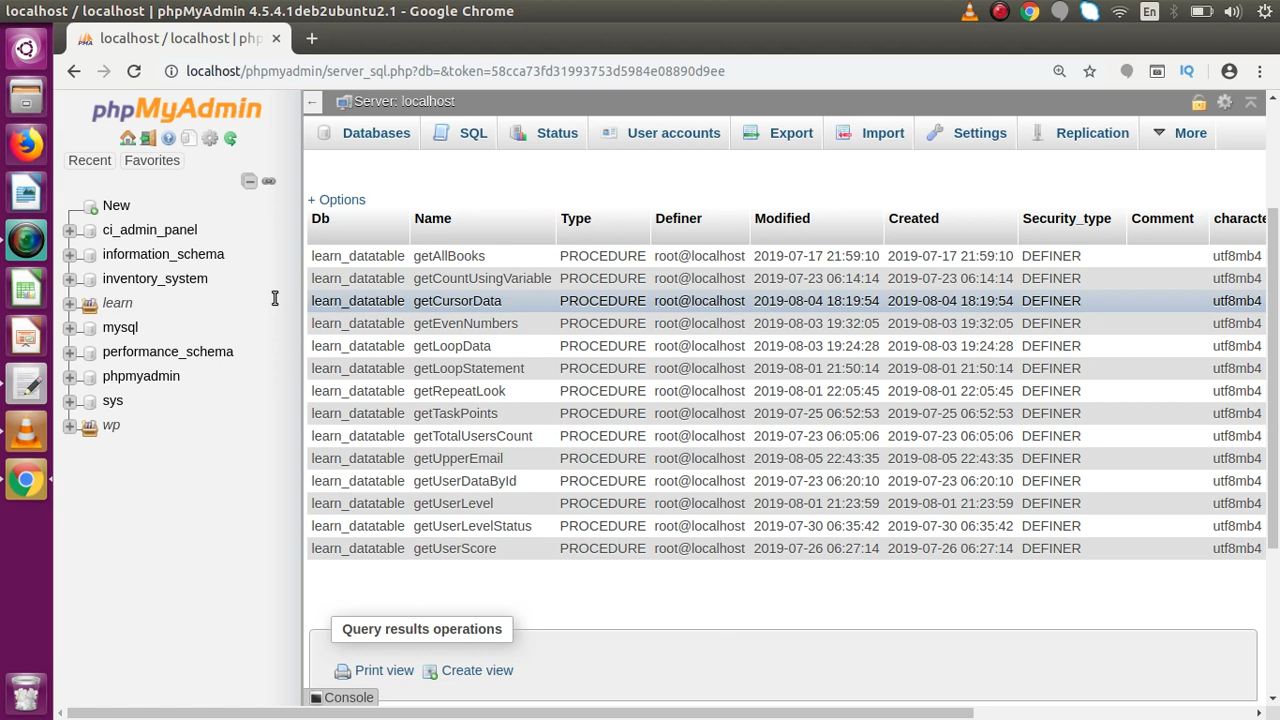 localhost / localhost | phpMyAdmin 4.5.4.1deb2ubuntu2.1 - Google Chrome
En
localhost / localhost | php
localhost/phpmyadmin/server_sql.php?db=&token=58cca73fd31993753d5984e08890d9ee
IQ
phpMyAdmin
Recent Favorites
New
ci_admin_panel
information_schema
inventory_system
learn
mysql
performance_schema
phpmyadmin
sys
wp
Server: localhost
Databases SQL Status User accounts Export Import Settings Replication More
+ Options
Db Name Type Definer Modified Created Security_type Comment characte
learn_datatable getAllBooks PROCEDURE root@localhost 2019-07-17 21:59:10 2019-07-17 21:59:10 DEFINER utf8mb4
learn_datatable getCountUsingVariable PROCEDURE root@localhost 2019-07-23 06:14:14 2019-07-23 06:14:14 DEFINER utf8mb4
learn_datatable getCursorData PROCEDURE root@localhost 2019-08-04 18:19:54 2019-08-04 18:19:54 DEFINER utf8mb4
learn_datatable getEvenNumbers PROCEDURE root@localhost 2019-08-03 19:32:05 2019-08-03 19:32:05 DEFINER utf8mb4
learn_datatable getLoopData PROCEDURE root@localhost 2019-08-03 19:24:28 2019-08-03 19:24:28 DEFINER utf8mb4
learn_datatable getLoopStatement PROCEDURE root@localhost 2019-08-01 21:50:14 2019-08-01 21:50:14 DEFINER utf8mb4
learn_datatable getRepeatLook PROCEDURE root@localhost 2019-08-01 22:05:45 2019-08-01 22:05:45 DEFINER utf8mb4
learn_datatable getTaskPoints PROCEDURE root@localhost 2019-07-25 06:52:53 2019-07-25 06:52:53 DEFINER utf8mb4
learn_datatable getTotalUsersCount PROCEDURE root@localhost 2019-07-23 06:05:06 2019-07-23 06:05:06 DEFINER utf8mb4
learn_datatable getUpperEmail PROCEDURE root@localhost 2019-08-05 22:43:35 2019-08-05 22:43:35 DEFINER utf8mb4
learn_datatable getUserDataById PROCEDURE root@localhost 2019-07-23 06:20:10 2019-07-23 06:20:10 DEFINER utf8mb4
learn_datatable getUserLevel PROCEDURE root@localhost 2019-08-01 21:23:59 2019-08-01 21:23:59 DEFINER utf8mb4
learn_datatable getUserLevelStatus PROCEDURE root@localhost 2019-07-30 06:35:42 2019-07-30 06:35:42 DEFINER utf8mb4
learn_datatable getUserScore PROCEDURE root@localhost 2019-07-26 06:27:14 2019-07-26 06:27:14 DEFINER utf8mb4
Query results operations
Print view Create view
Console